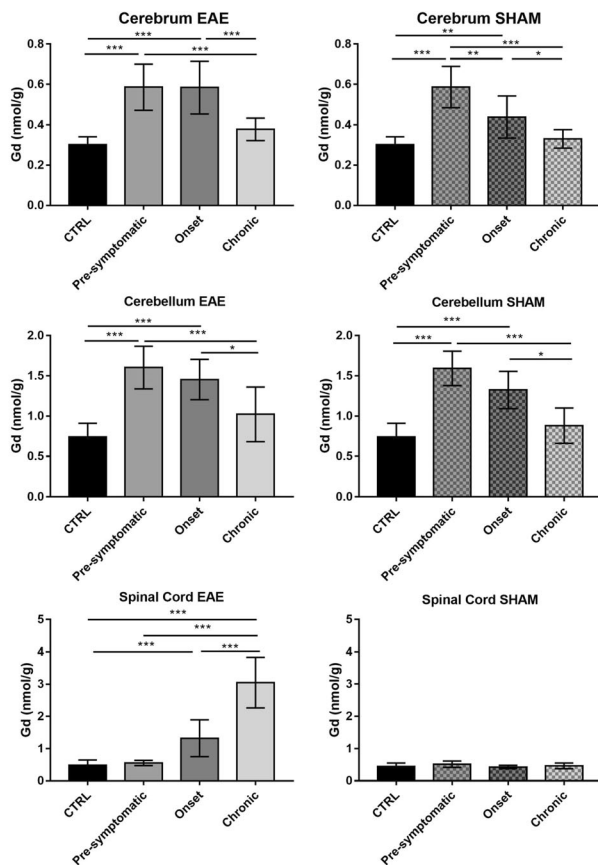 Cerebrum EAE
***
***
***
***
Gd (nmol/g)
0.8
0.6
0.4
0.2
0.0
CTRL
Pre-symptomatic
Onset
Chronic
Cerebrum SHAM
**
***
***
**
*
Gd (nmol/g)
0.8
0.6
0.4
0.2
0.0
CTRL
Pre-symptomatic
Onset
Chronic
Cerebellum EAE
***
***
***
*
Gd (nmol/g)
2.0
1.5
1.0
0.5
0.0
CTRL
Pre-symptomatic
Onset
Chronic
Cerebellum SHAM
***
***
***
*
Gd (nmol/g)
2.0
1.5
1.0
0.5
0.0
CTRL
Pre-symptomatic
Onset
Chronic
Spinal Cord EAE
***
***
***
***
Gd (nmol/g)
5
4
3
2
1
0
CTRL
Pre-symptomatic
Onset
Chronic
Spinal Cord SHAM
Gd (nmol/g)
5
4
3
2
1
0
CTRL
Pre-symptomatic
Onset
Chronic